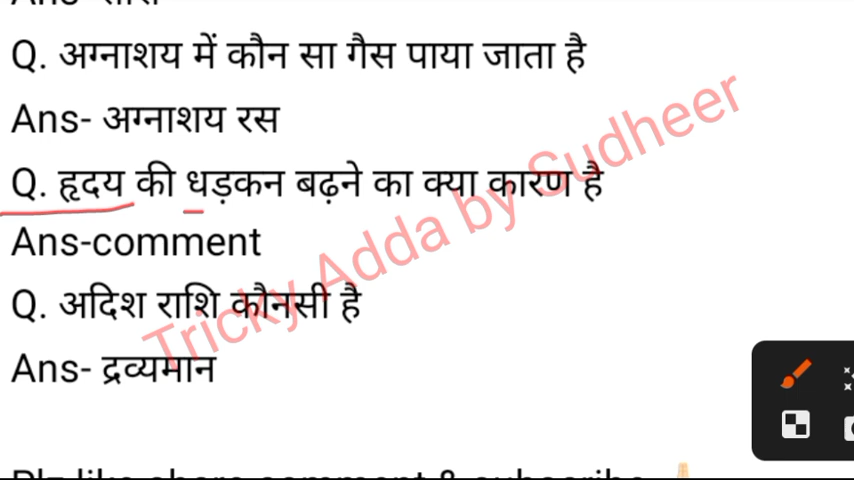 Q. अग्नाशय में कौन सा गैस पाया जाता है
Ans- अग्नाशय रस
Q. हृदय की धड़कन बढ़ने का क्या कारण है
Ans-comment
Q. अदिश राशि कौनसी है
Ans- द्रव्यमान
Tricky Adda by Sudheer